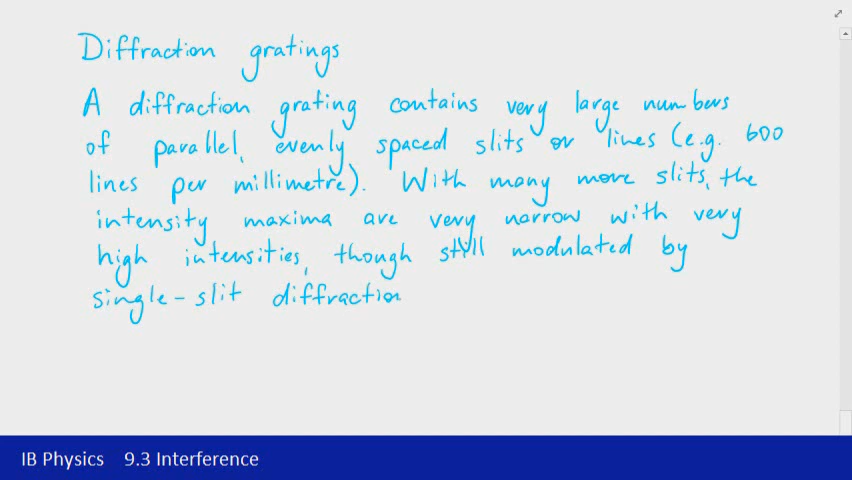 Diffraction gratings
A diffraction grating contains very large numbers
of parallel, evenly spaced slits or lines (e.g. 600
lines per millimetre). With many more slits, the
intensity maxima are very narrow with very
high intensities, though still modulated by
single-slit diffraction
IB Physics 9.3 Interference